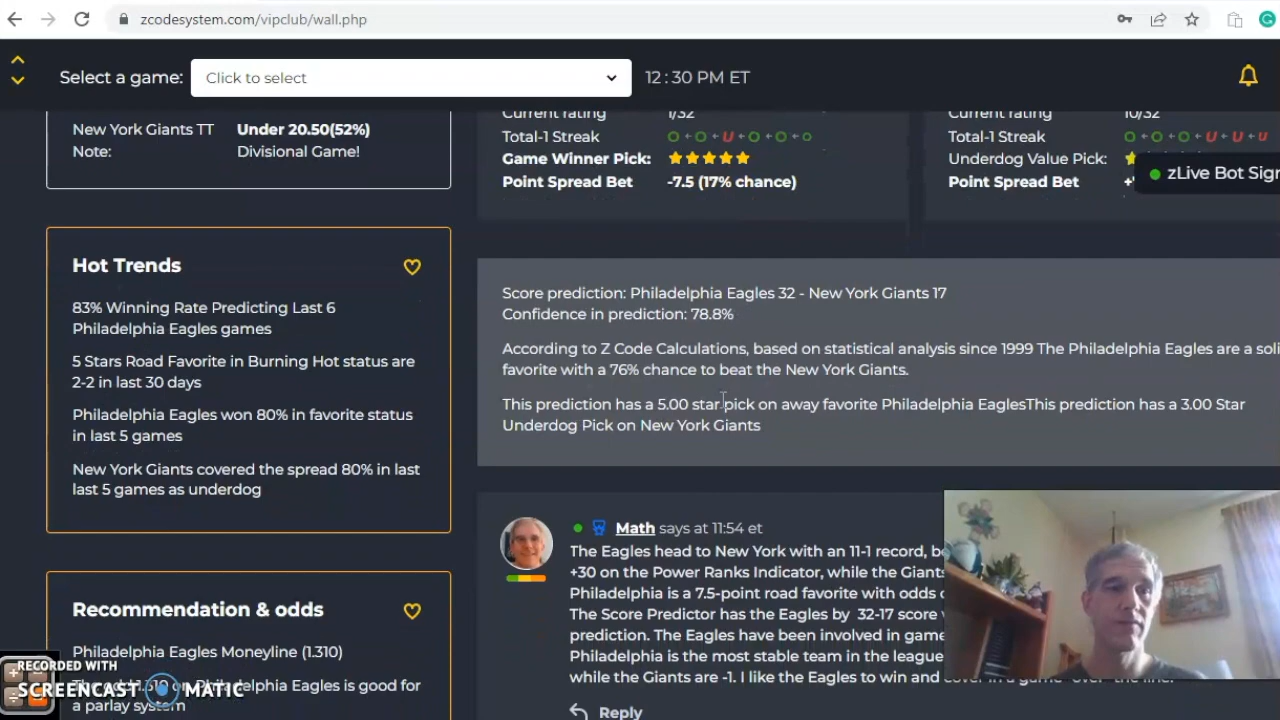 zcodesystem.com/vipclub/wall.php
Select a game: Click to select 12:30 PM ET
New York Giants TT Under 20.50(52%)
Note: Divisional Game!
Current rating 1/32
Total-1 Streak O O U O O O
Game Winner Pick:
Point Spread Bet -7.5 (17% chance)
Current rating 10/32
Total-1 Streak O O O U U U
Underdog Value Pick:
Point Spread Bet
zLive Bot Sign
Hot Trends
83% Winning Rate Predicting Last 6
Philadelphia Eagles games
5 Stars Road Favorite in Burning Hot status are
2-2 in last 30 days
Philadelphia Eagles won 80% in favorite status
in last 5 games
New York Giants covered the spread 80% in last
last 5 games as underdog
Score prediction: Philadelphia Eagles 32 - New York Giants 17
Confidence in prediction: 78.8%
According to Z Code Calculations, based on statistical analysis since 1999 The Philadelphia Eagles are a soli
favorite with a 76% chance to beat the New York Giants.
This prediction has a 5.00 star pick on away favorite Philadelphia EaglesThis prediction has a 3.00 Star
Underdog Pick on New York Giants
Math says at 11:54 et
The Eagles head to New York with an 11-1 record, b
+30 on the Power Ranks Indicator, while the Giants
Philadelphia is a 7.5-point road favorite with odds
The Score Predictor has the Eagles by 32-17 score
prediction. The Eagles have been involved in game
Philadelphia is the most stable team in the league
while the Giants are -1. I like the Eagles to win and cover in a game "over" the line.
Reply
Recommendation & odds
Philadelphia Eagles Moneyline (1.310)
Philadelphia Eagles is good for
a parlay system
RECORDED WITH
SCREENCAST MATIC